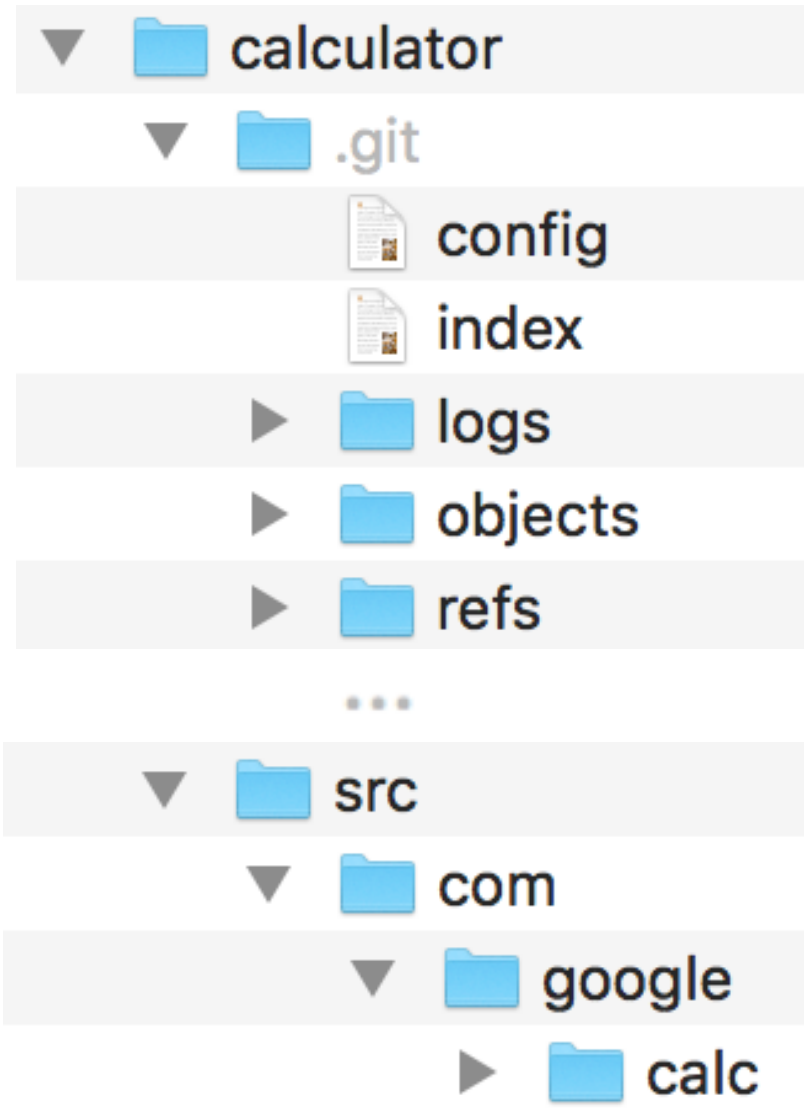 calculator
.git
config
index
logs
objects
refs
...
src
com
google
calc